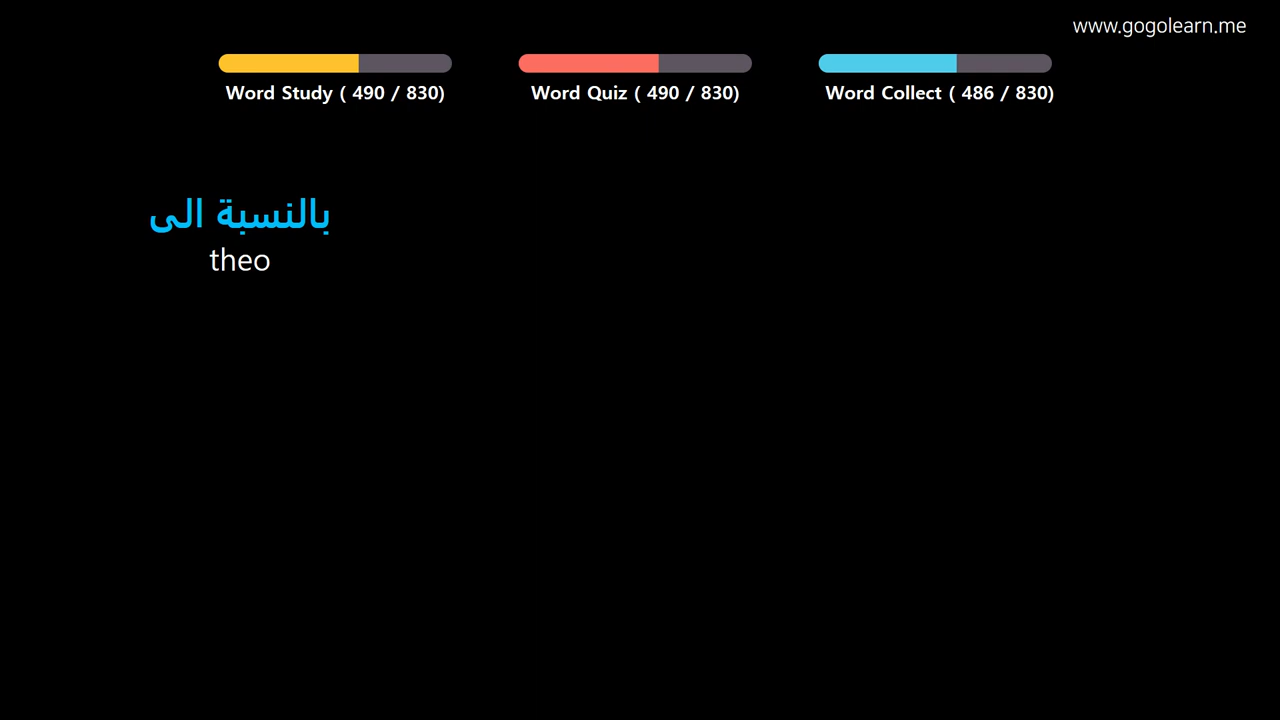 www.gogolearn.me
Word Study ( 490 / 830)
Word Quiz ( 490 / 830)
Word Collect ( 486 / 830)
بالنسبة الى
theo